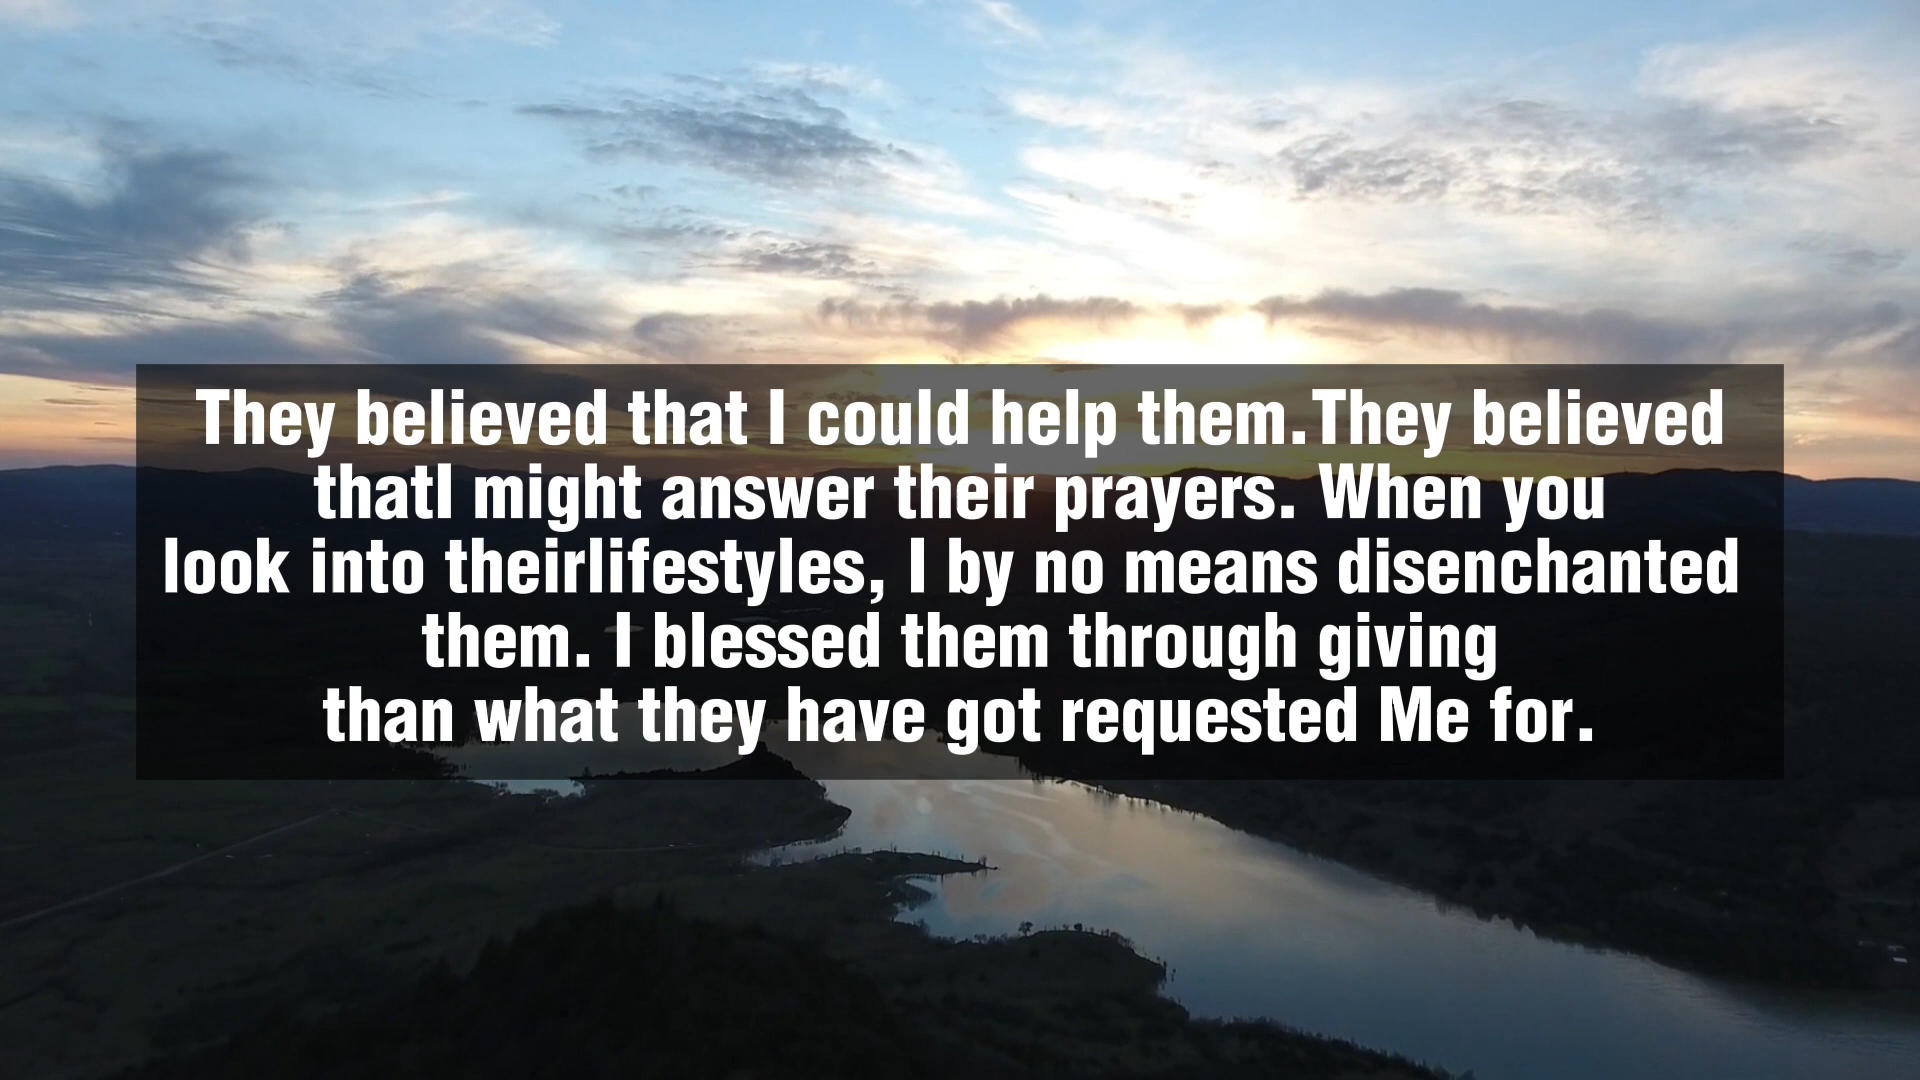 They believed that I could help them.They believed
thatI might answer their prayers. When you
look into theirlifestyles, I by no means disenchanted
them. I blessed them through giving
than what they have got requested Me for.